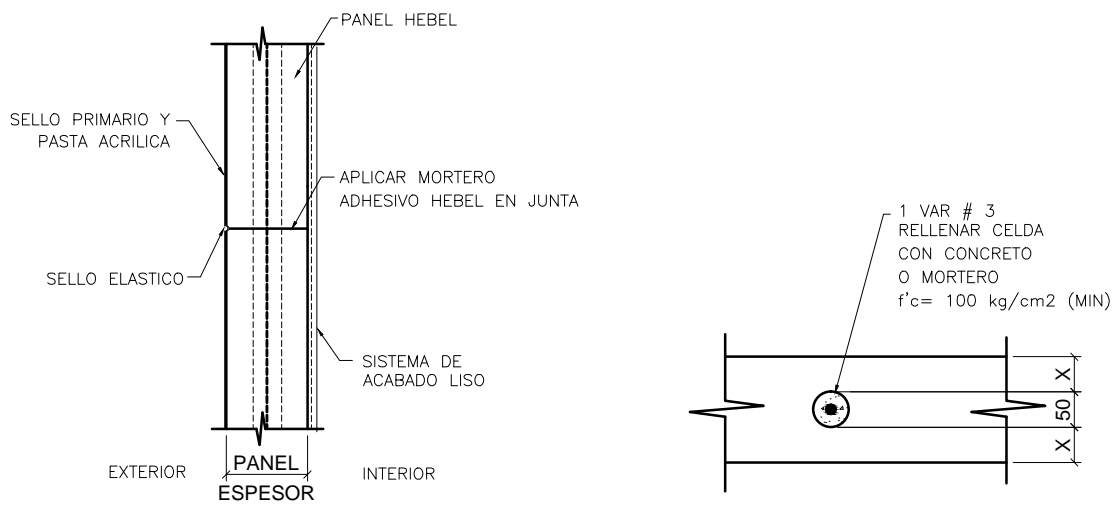 PANEL HEBEL
SELLO PRIMARIO Y
PASTA ACRILICA
APLICAR MORTERO
ADHESIVO HEBEL EN JUNTA
SELLO ELASTICO
SISTEMA DE
ACABADO LISO
EXTERIOR
PANEL
ESPESOR
INTERIOR
1 VAR # 3
RELLENAR CELDA
CON CONCRETO
O MORTERO
f'c= 100 kg/cm2 (MIN)
X
50
X